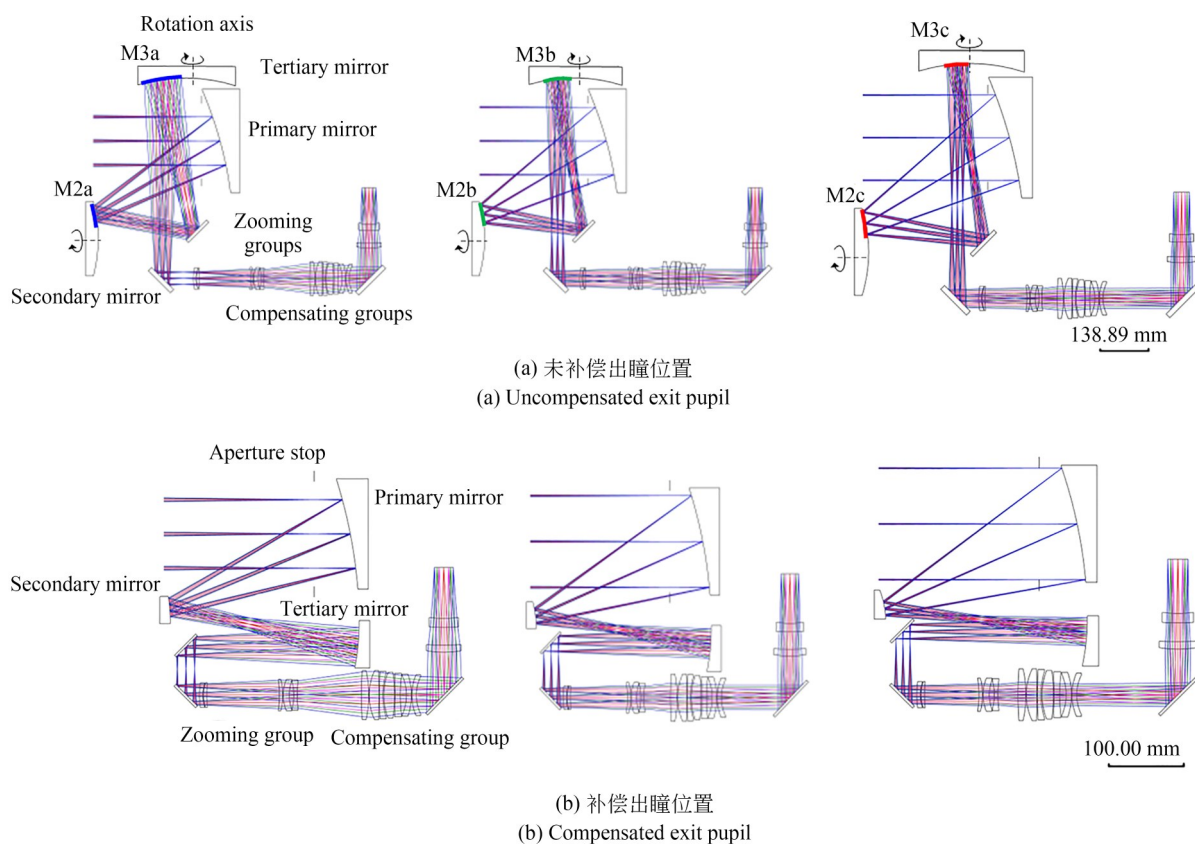 Rotation axis
M3a
Tertiary mirror
Primary mirror
M2a
Zooming
groups
Secondary mirror
Compensating groups
M3b
M2b
M3c
M2c
138.89 mm
(a) 未补偿出瞳位置
(a) Uncompensated exit pupil
Aperture stop
Primary mirror
Secondary mirror
Tertiary mirror
Zooming group
Compensating group
100.00 mm
(b) 补偿出瞳位置
(b) Compensated exit pupil